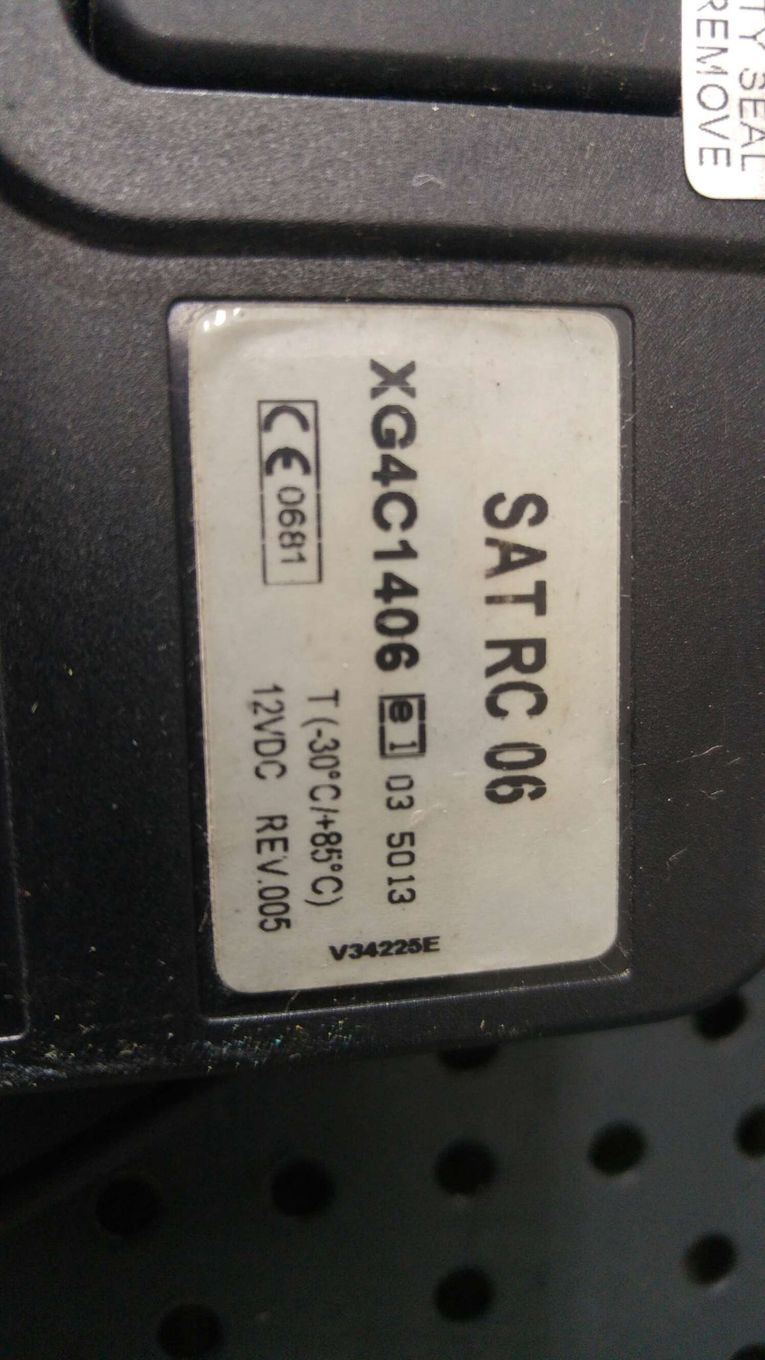 TY SEAL
REMOVE
SAT RC 06
XG4C1406 e1 03 5013
T (-30°C/+85°C)
CE 0681
12VDC REV.005
V34225E